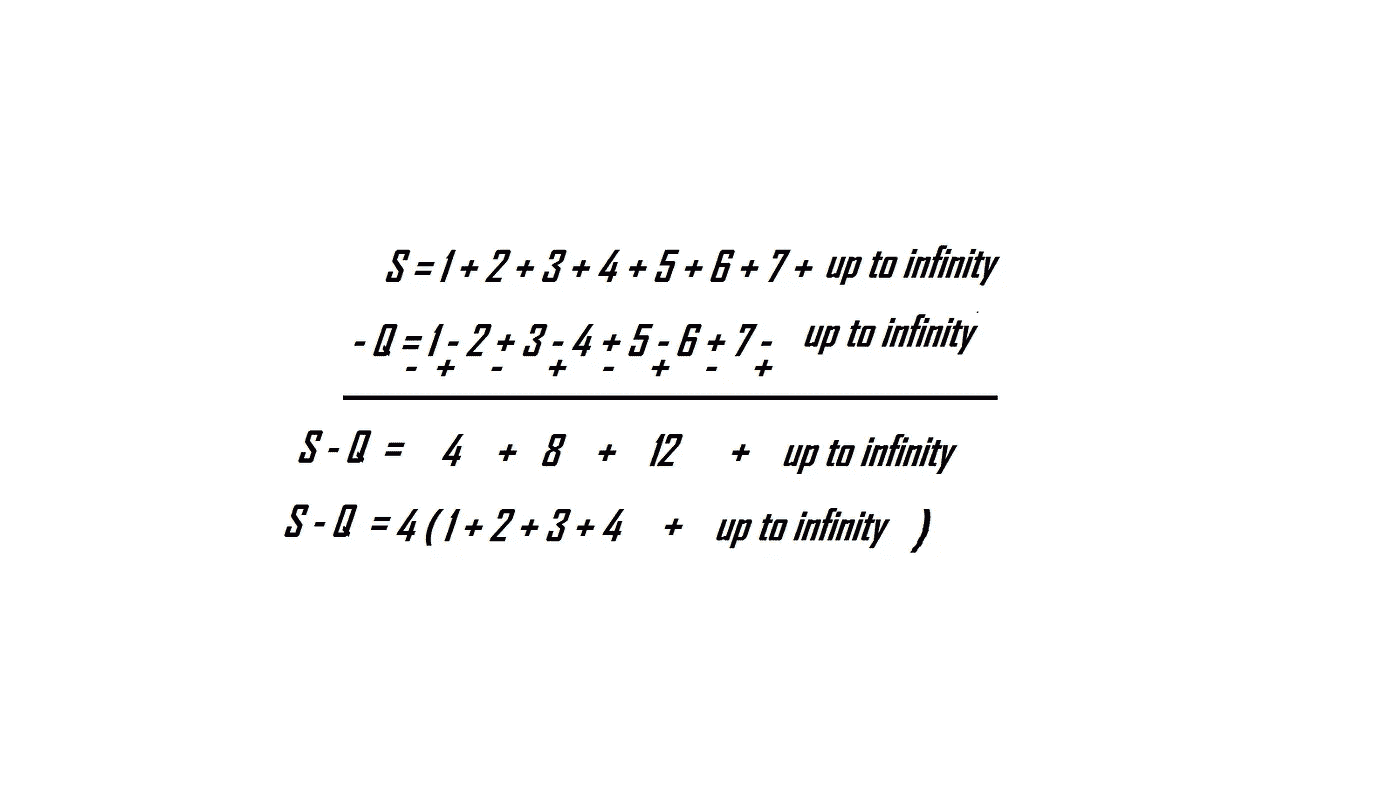 S = 1 + 2 + 3 + 4 + 5 + 6 + 7 + up to infinity
- Q = 1 - 2 + 3 - 4 + 5 - 6 + 7 - up to infinity
- + - + - + - +
S - Q = 4 + 8 + 12 + up to infinity
S - Q = 4 ( 1 + 2 + 3 + 4 + up to infinity )